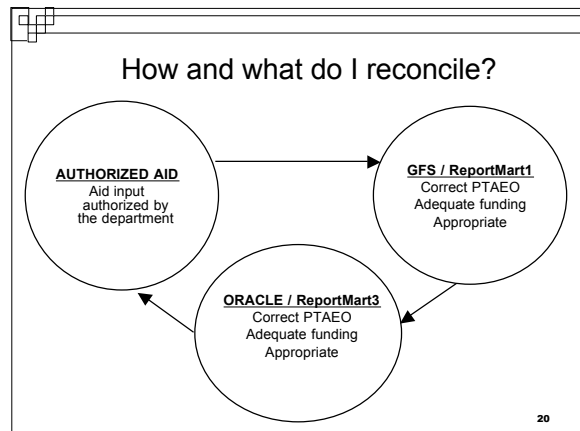 How and what do I reconcile?
AUTHORIZED AID
Aid input
authorized by
the department
GFS / ReportMart1
Correct PTAEO
Adequate funding
Appropriate
ORACLE / ReportMart3
Correct PTAEO
Adequate funding
Appropriate
20